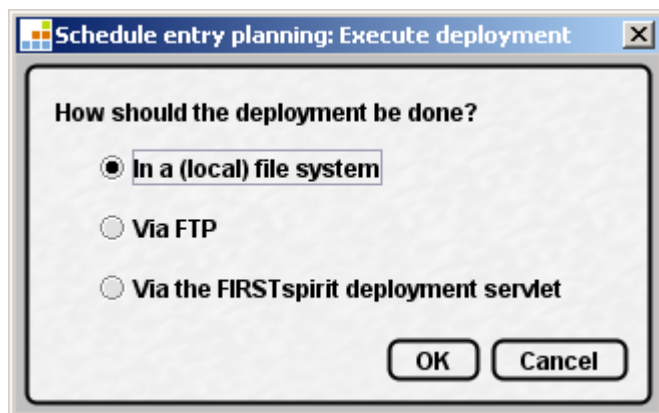 Schedule entry planning: Execute deployment
How should the deployment be done?
In a (local) file system
Via FTP
Via the FIRSTspirit deployment servlet
OK Cancel